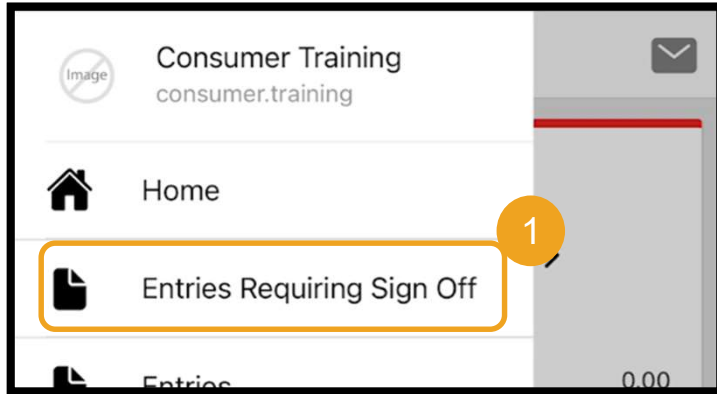 Image
Consumer Training
consumer.training
Home
1
Entries Requiring Sign Off
Entries
0.00